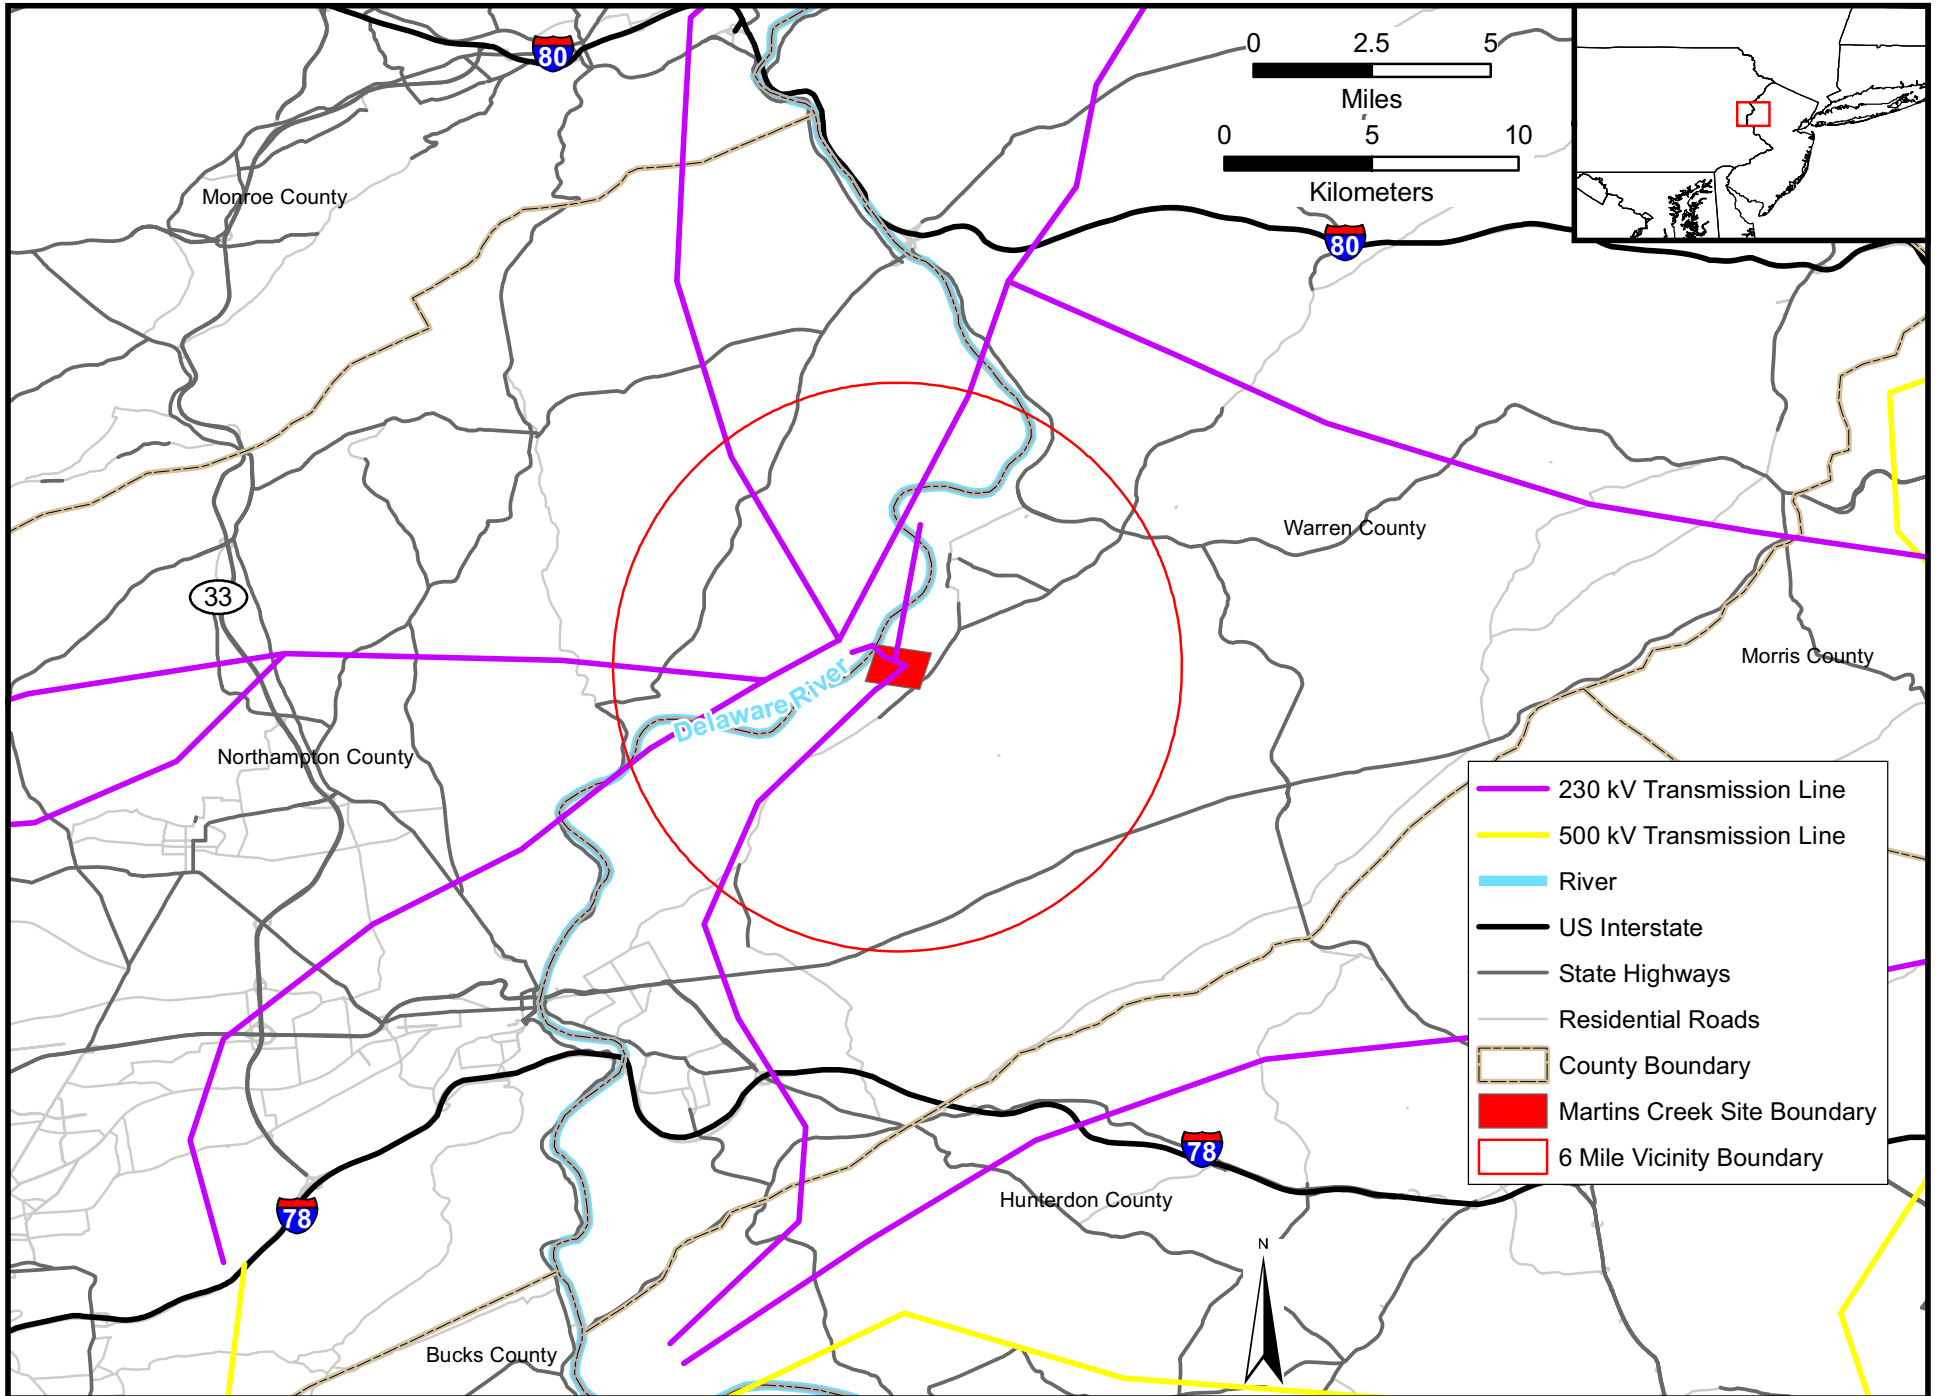 80
0 2.5 5
Miles
0 5 10
Kilometers
Monroe County
80
Warren County
33
Morris County
Delaware River
Northampton County
230 kV Transmission Line
500 kV Transmission Line
River
US Interstate
State Highways
Residential Roads
County Boundary
Martins Creek Site Boundary
6 Mile Vicinity Boundary
78
Hunterdon County
78
N
Bucks County